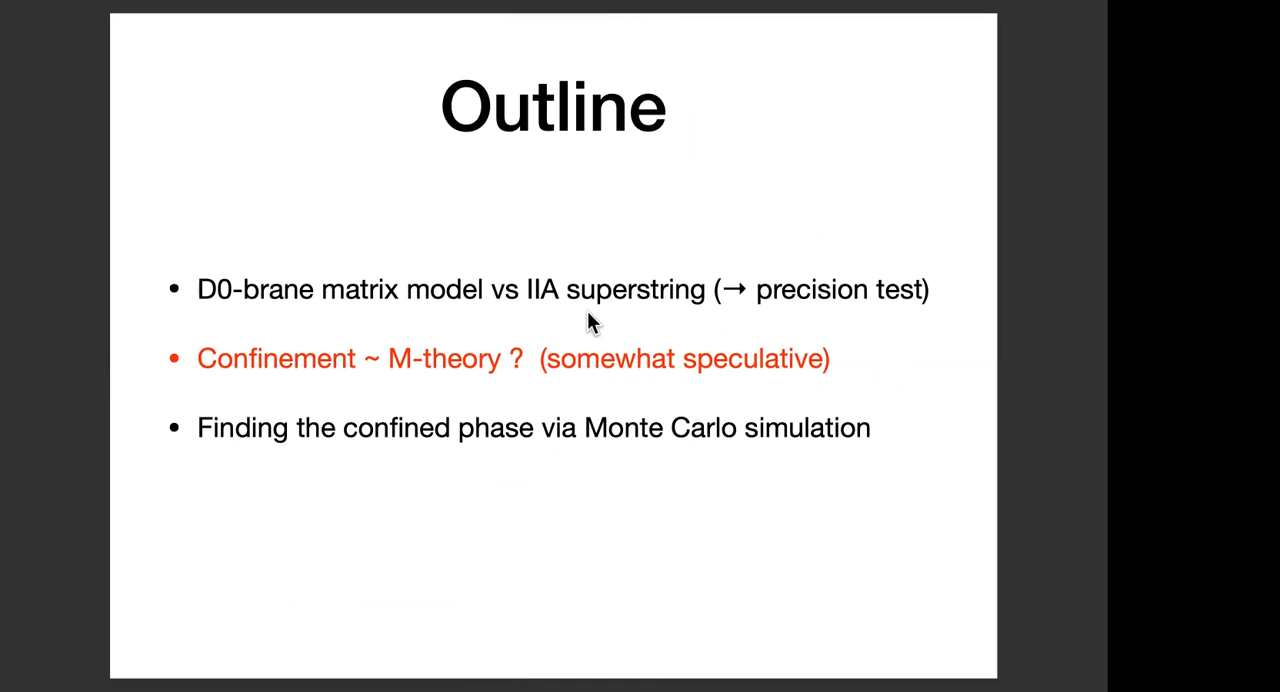 Outline
• D0-brane matrix model vs IIA superstring (→ precision test)
• Confinement ~ M-theory ? (somewhat speculative)
• Finding the confined phase via Monte Carlo simulation